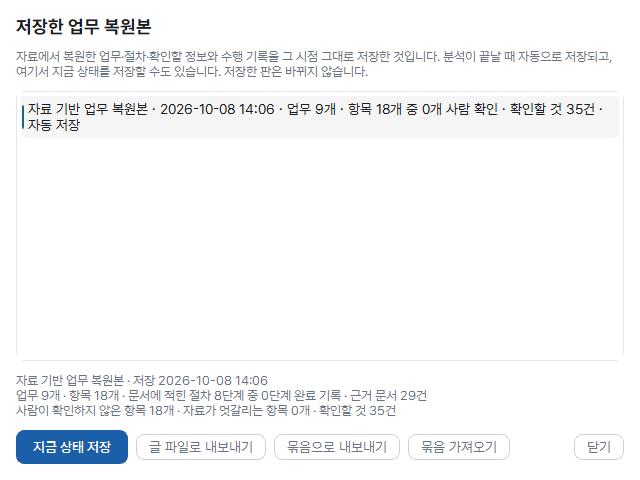 저장한 업무 복원본
자료에서 복원한 업무·절차·확인할 정보와 수행 기록을 그 시점 그대로 저장한 것입니다. 분석이 끝날 때 자동으로 저장되고,
여기서 지금 상태를 저장할 수도 있습니다. 저장한 판은 바뀌지 않습니다.
자료 기반 업무 복원본 · 2026-10-08 14:06 · 업무 9개 · 항목 18개 중 0개 사람 확인 · 확인할 것 35건 ·
자동 저장
자료 기반 업무 복원본 · 저장 2026-10-08 14:06
업무 9개 · 항목 18개 · 문서에 적힌 절차 8단계 중 0단계 완료 기록 · 근거 문서 29건
사람이 확인하지 않은 항목 18개 · 자료가 엇갈리는 항목 0개 · 확인할 것 35건
지금 상태 저장
글 파일로 내보내기
묶음으로 내보내기
묶음 가져오기
닫기